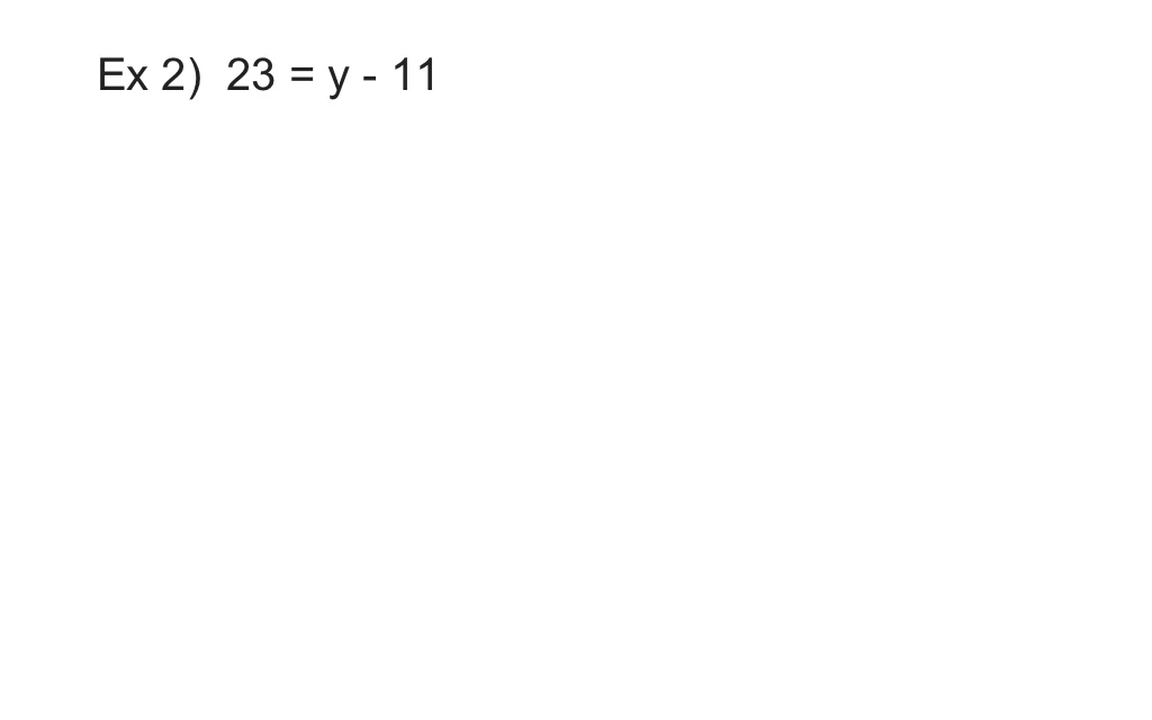 Ex 2)  23 = y - 11